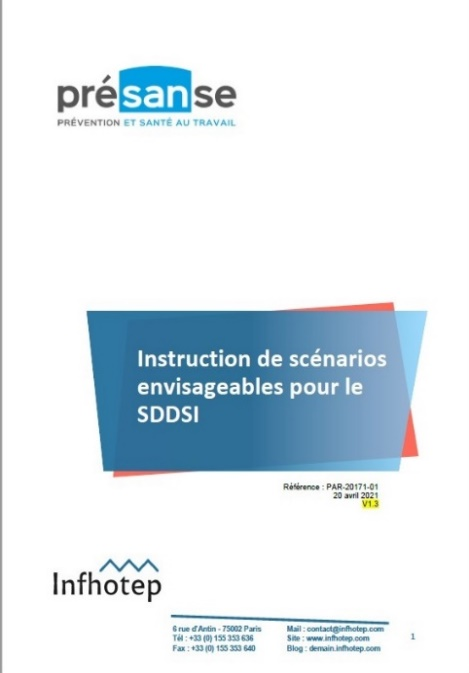 présanse
PRÉVENTION ET SANTÉ AU TRAVAIL
Instruction de scénarios
envisageables pour le
SDDSI
Référence : PAR-20171-01
20 avril 2021
V1.3
Infhotep
6 rue d'Antin - 75002 Paris
Tél : +33 (0) 155 353 636
Fax : +33 (0) 155 353 640
Mail : contact@infhotep.com
Site : www.infhotep.com
Blog : demain.infhotep.com
1